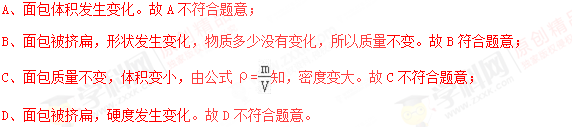 A、面包体积发生变化。故A不符合题意；
B、面包被挤扁，形状发生变化，物质多少没有变化，所以质量不变。故B符合题意；
C、面包质量不变，体积变小，由公式 ρ=m/V知，密度变大。故C不符合题意；
D、面包被挤扁，硬度发生变化。故D不符合题意。